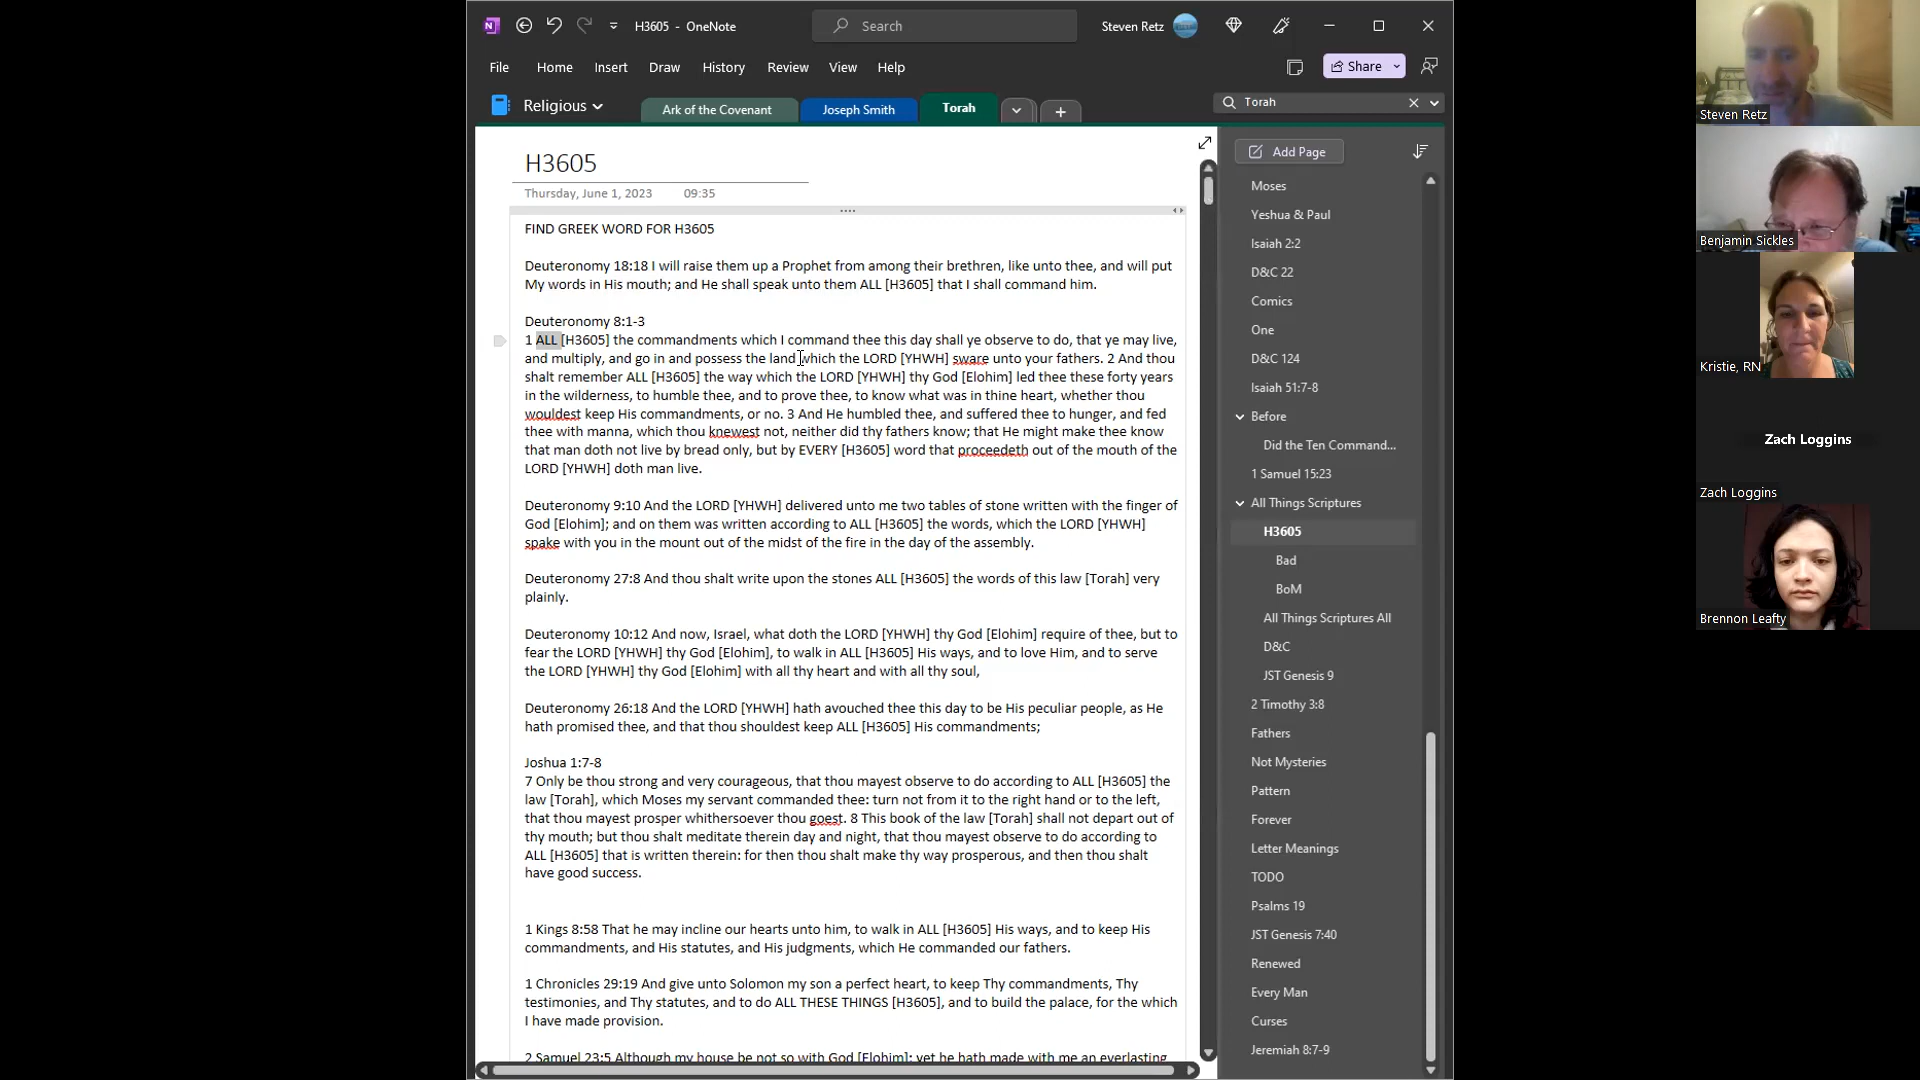 H3605 - OneNote
Search
Steven Retz
File Home Insert Draw History Review View Help
Share
Religious
Ark of the Covenant
Joseph Smith
Torah
Torah
H3605
Thursday, June 1, 2023 09:35
FIND GREEK WORD FOR H3605
Deuteronomy 18:18 I will raise them up a Prophet from among their brethren, like unto thee, and will put
My words in His mouth; and He shall speak unto them ALL [H3605] that I shall command him.
Deuteronomy 8:1-3
1 ALL [H3605] the commandments which I command thee this day shall ye observe to do, that ye may live,
and multiply, and go in and possess the land which the LORD [YHWH] sware unto your fathers. 2 And thou
shalt remember ALL [H3605] the way which the LORD [YHWH] thy God [Elohim] led thee these forty years
in the wilderness, to humble thee, and to prove thee, to know what was in thine heart, whether thou
wouldest keep His commandments, or no. 3 And He humbled thee, and suffered thee to hunger, and fed
thee with manna, which thou knewest not, neither did thy fathers know; that He might make thee know
that man doth not live by bread only, but by EVERY [H3605] word that proceedeth out of the mouth of the
LORD [YHWH] doth man live.
Deuteronomy 9:10 And the LORD [YHWH] delivered unto me two tables of stone written with the finger of
God [Elohim]; and on them was written according to ALL [H3605] the words, which the LORD [YHWH]
spake with you in the mount out of the midst of the fire in the day of the assembly.
Deuteronomy 27:8 And thou shalt write upon the stones ALL [H3605] the words of this law [Torah] very
plainly.
Deuteronomy 10:12 And now, Israel, what doth the LORD [YHWH] thy God [Elohim] require of thee, but to
fear the LORD [YHWH] thy God [Elohim], to walk in ALL [H3605] His ways, and to love Him, and to serve
the LORD [YHWH] thy God [Elohim] with all thy heart and with all thy soul,
Deuteronomy 26:18 And the LORD [YHWH] hath avouched thee this day to be His peculiar people, as He
hath promised thee, and that thou shouldest keep ALL [H3605] His commandments;
Joshua 1:7-8
7 Only be thou strong and very courageous, that thou mayest observe to do according to ALL [H3605] the
law [Torah], which Moses my servant commanded thee: turn not from it to the right hand or to the left,
that thou mayest prosper whithersoever thou goest. 8 This book of the law [Torah] shall not depart out of
thy mouth; but thou shalt meditate therein day and night, that thou mayest observe to do according to
ALL [H3605] that is written therein: for then thou shalt make thy way prosperous, and then thou shalt
have good success.
1 Kings 8:58 That he may incline our hearts unto him, to walk in ALL [H3605] His ways, and to keep His
commandments, and His statutes, and His judgments, which He commanded our fathers.
1 Chronicles 29:19 And give unto Solomon my son a perfect heart, to keep Thy commandments, Thy
testimonies, and Thy statutes, and to do ALL THESE THINGS [H3605], and to build the palace, for the which
I have made provision.
2 Samuel 23:5 Although my house be not so with God [Elohim]; yet he hath made with me an everlasting
Add Page
Moses
Yeshua & Paul
Isaiah 2:2
D&C 22
Comics
One
D&C 124
Isaiah 51:7-8
Before
Did the Ten Command...
1 Samuel 15:23
All Things Scriptures
H3605
Bad
BoM
All Things Scriptures All
D&C
JST Genesis 9
2 Timothy 3:8
Fathers
Not Mysteries
Pattern
Forever
Letter Meanings
TODO
Psalms 19
JST Genesis 7:40
Renewed
Every Man
Curses
Jeremiah 8:7-9
Steven Retz
Benjamin Sickles
Kristie, RN
Zach Loggins
Zach Loggins
Brennon Leafty